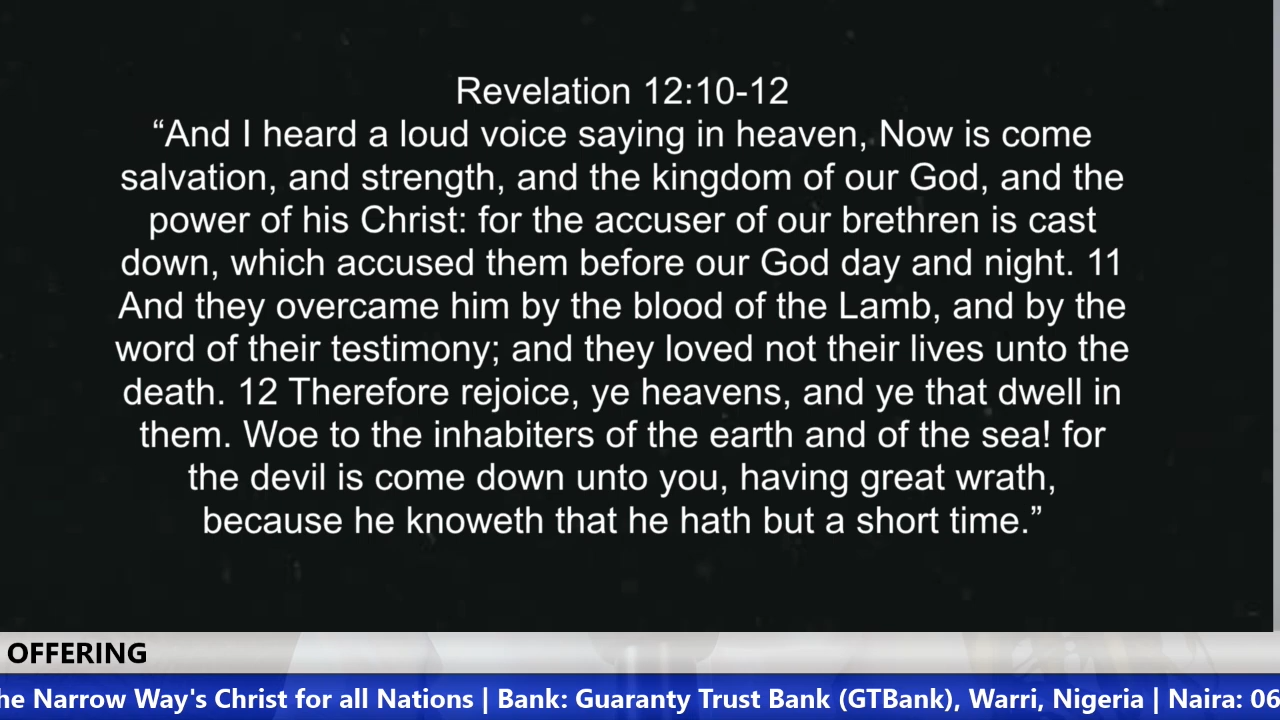 Revelation 12:10-12
“And I heard a loud voice saying in heaven, Now is come
salvation, and strength, and the kingdom of our God, and the
power of his Christ: for the accuser of our brethren is cast
down, which accused them before our God day and night. 11
And they overcame him by the blood of the Lamb, and by the
word of their testimony; and they loved not their lives unto the
death. 12 Therefore rejoice, ye heavens, and ye that dwell in
them. Woe to the inhabiters of the earth and of the sea! for
the devil is come down unto you, having great wrath,
because he knoweth that he hath but a short time.”
OFFERING
he Narrow Way's Christ for all Nations | Bank: Guaranty Trust Bank (GTBank), Warri, Nigeria | Naira: 06